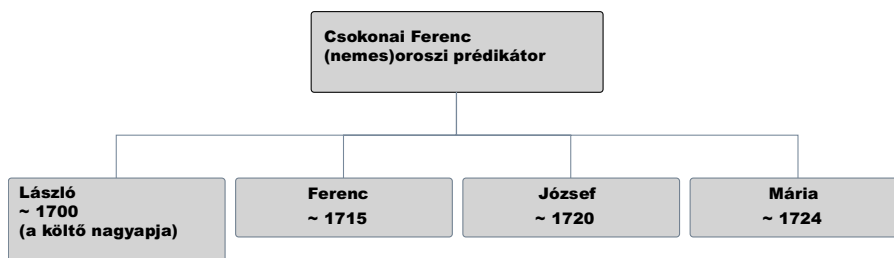 Csokonai Ferenc
(nemes)oroszi prédikátor
László
~ 1700
(a költő nagyapja)
Ferenc
~ 1715
József
~ 1720
Mária
~ 1724